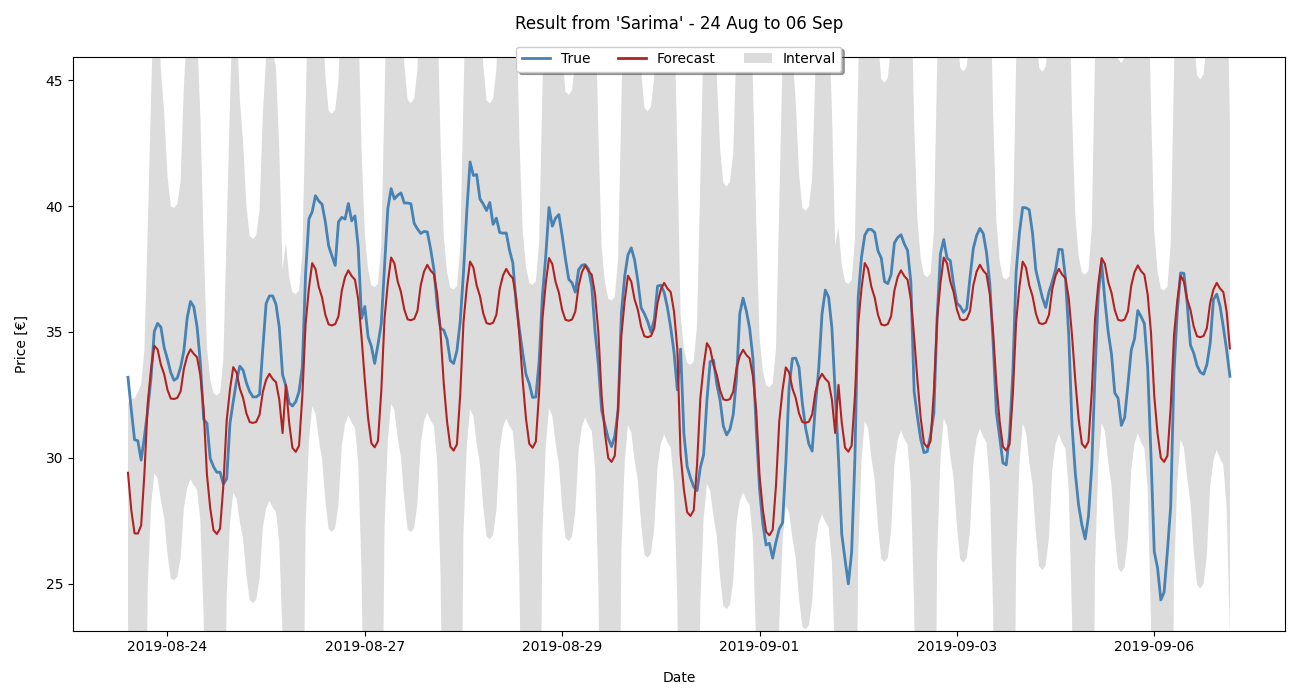 Result from 'Sarima' - 24 Aug to 06 Sep
True Forecast Interval
45
40
35
30
25
Price [€]
2019-08-24 2019-08-27 2019-08-29 2019-09-01 2019-09-03 2019-09-06
Date